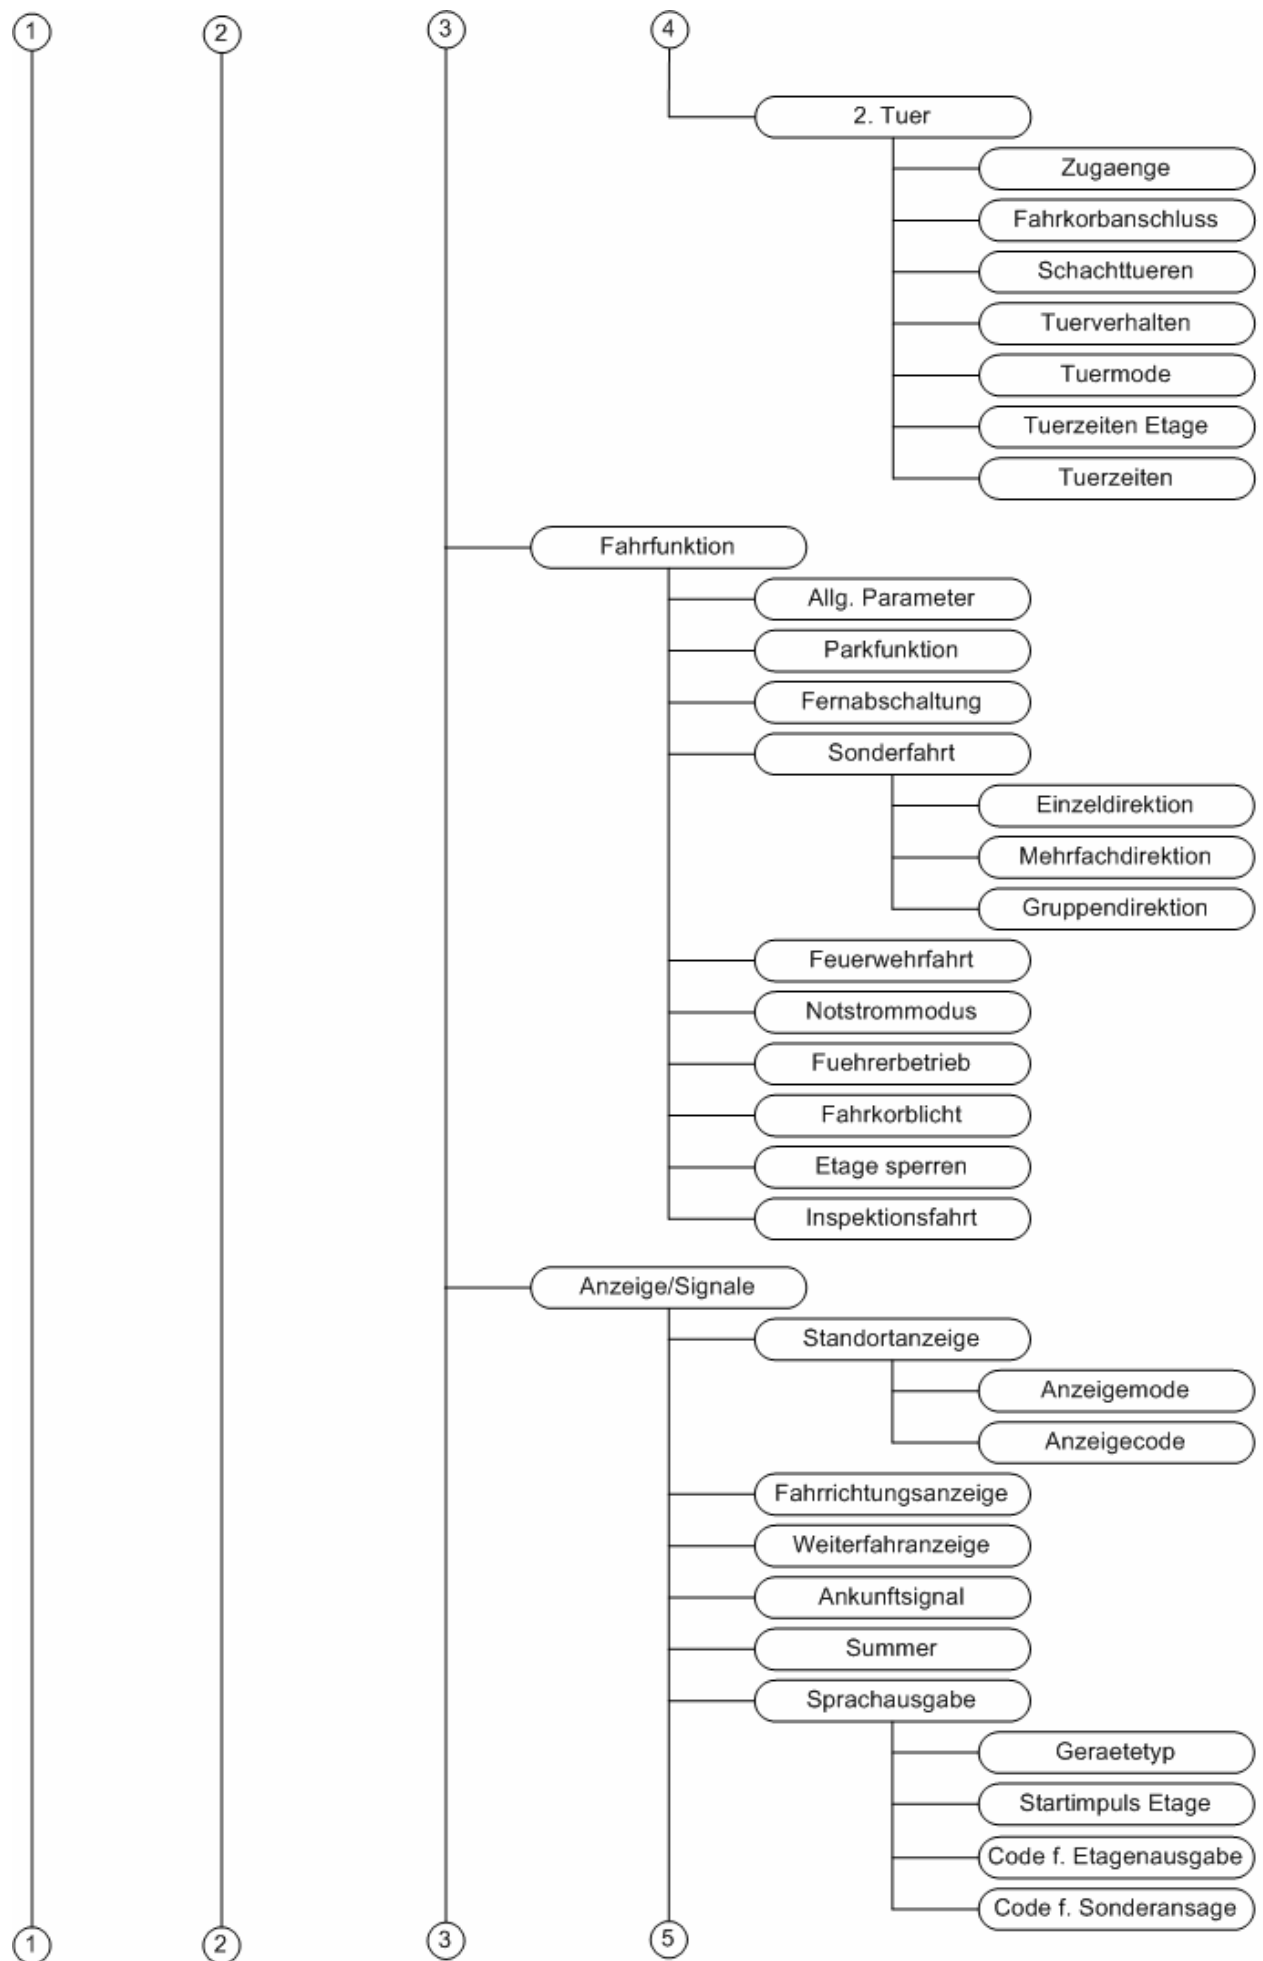 1
2
3
4
2. Tuer
Zugaenge
Fahrkorbanschluss
Schachttueren
Tuerverhalten
Tuermode
Tuerzeiten Etage
Tuerzeiten
Fahrfunktion
Allg. Parameter
Parkfunktion
Fernabschaltung
Sonderfahrt
Einzeldirektion
Mehrfachdirektion
Gruppendirektion
Feuerwehrfahrt
Notstrommodus
Fuehrerbetrieb
Fahrkorblicht
Etage sperren
Inspektionsfahrt
Anzeige/Signale
Standortanzeige
Anzeigemode
Anzeigecode
Fahrrichtungsanzeige
Weiterfahranzeige
Ankunftsignal
Summer
Sprachausgabe
Geraetetyp
Startimpuls Etage
Code f. Etagenausgabe
Code f. Sonderansage
1
2
3
5